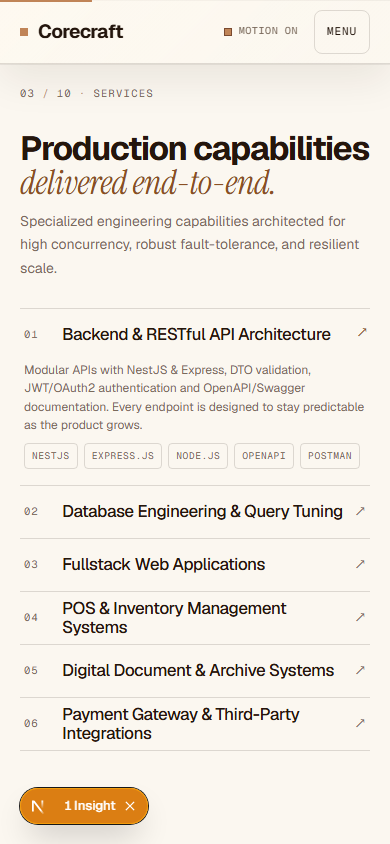 Corecraft
MOTION ON
MENU
03 / 10 · SERVICES
Production capabilities
delivered end-to-end.
Specialized engineering capabilities architected for
high concurrency, robust fault-tolerance, and resilient
scale.
01 Backend & RESTful API Architecture ↗
Modular APIs with NestJS & Express, DTO validation,
JWT/OAuth2 authentication and OpenAPI/Swagger
documentation. Every endpoint is designed to stay predictable
as the product grows.
NESTJS EXPRESS.JS NODE.JS OPENAPI POSTMAN
02 Database Engineering & Query Tuning ↗
03 Fullstack Web Applications ↗
04 POS & Inventory Management
Systems ↗
05 Digital Document & Archive Systems ↗
06 Payment Gateway & Third-Party
Integrations ↗
N 1 Insight ×